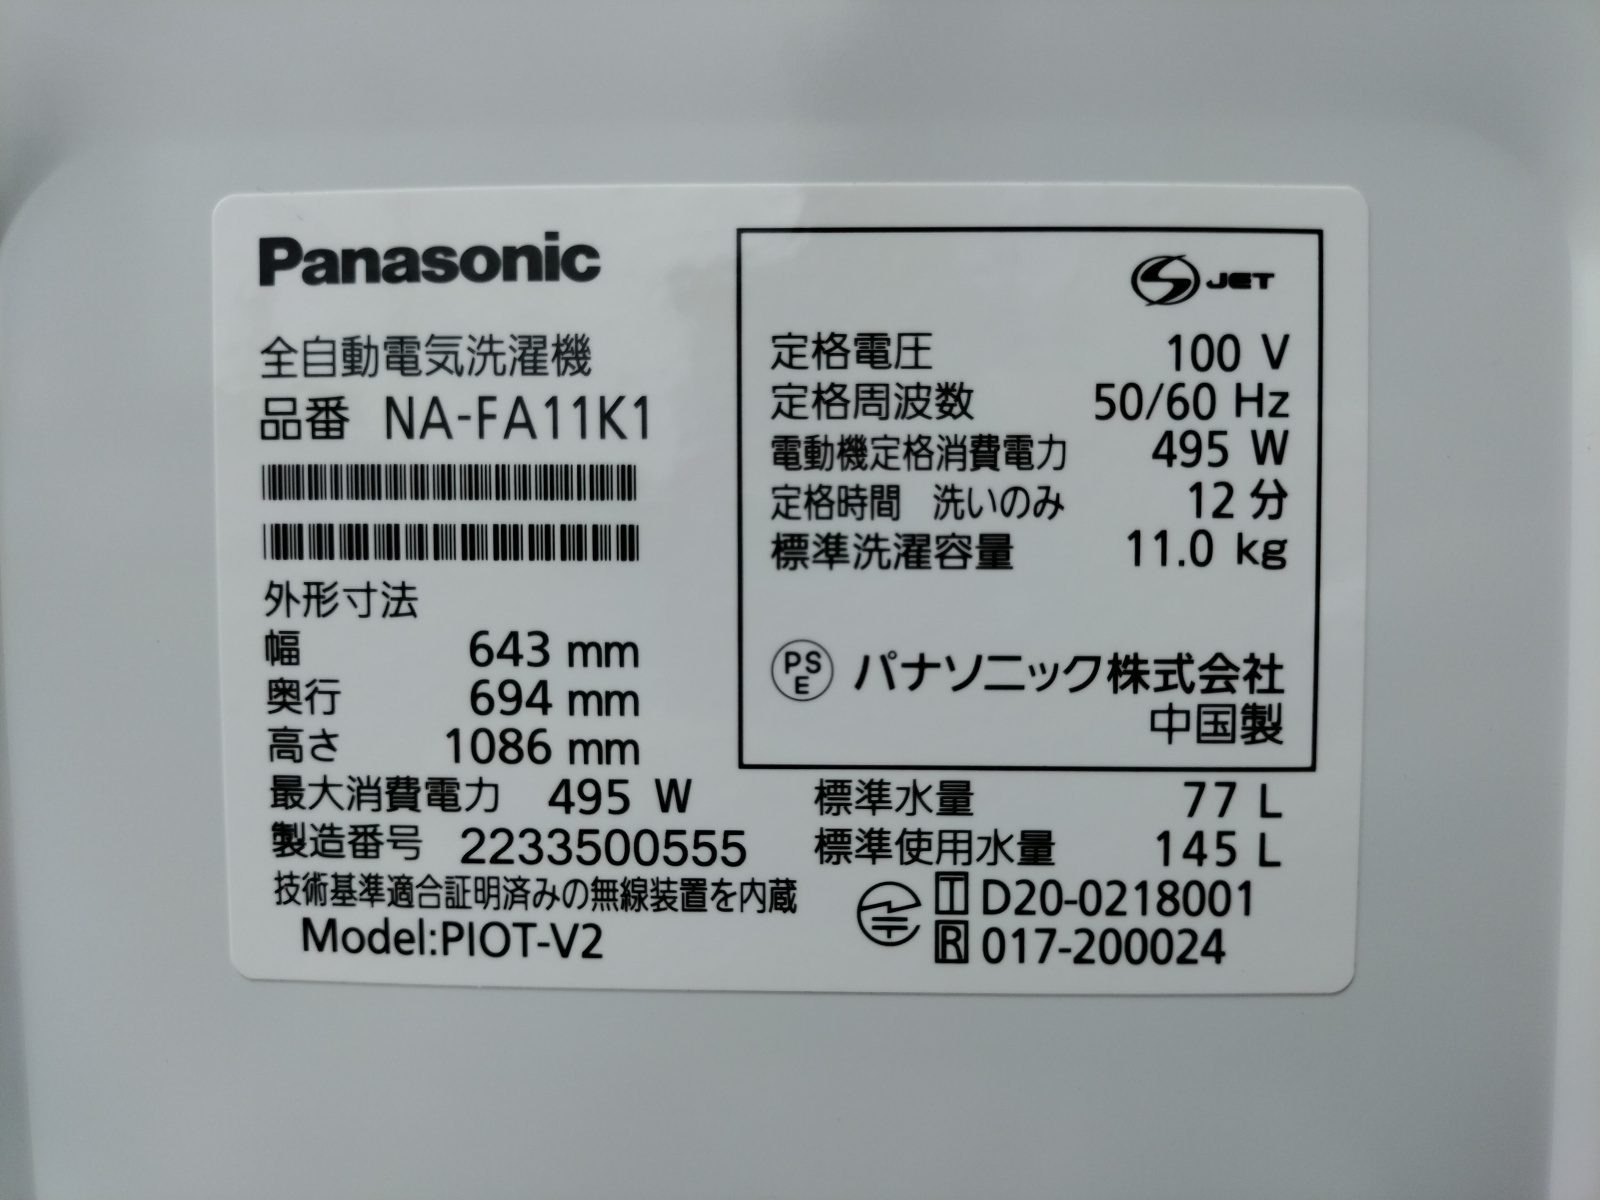 Panasonic
全自動電気洗濯機
品番 NA-FA11K1
外形寸法
幅 643 mm
奥行 694 mm
高さ 1086 mm
最大消費電力 495 W
製造番号 2233500555
技術基準適合証明済みの無線装置を内蔵
Model:PIOT-V2
JET
定格電圧 100 V
定格周波数 50/60 Hz
電動機定格消費電力 495 W
定格時間 洗いのみ 12 分
標準洗濯容量 11.0 kg
PS
E
パナソニック株式会社
中国製
標準水量 77 L
標準使用水量 145 L
T D20-0218001
R 017-200024